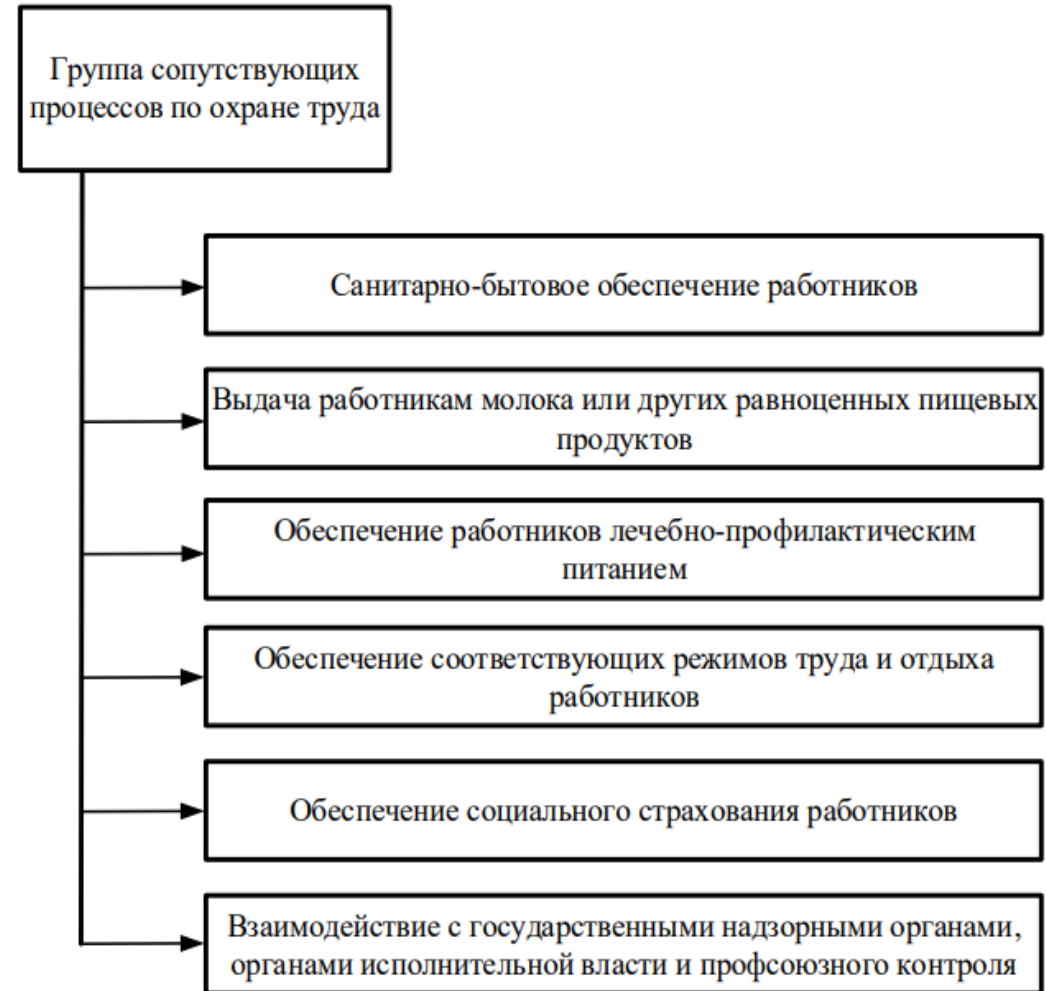 Группа сопутствующих
процессов по охране труда
Санитарно-бытовое обеспечение работников
Выдача работникам молока или других равноценных пищевых
продуктов
Обеспечение работников лечебно-профилактическим
питанием
Обеспечение соответствующих режимов труда и отдыха
работников
Обеспечение социального страхования работников
Взаимодействие с государственными надзорными органами,
органами исполнительной власти и профсоюзного контроля